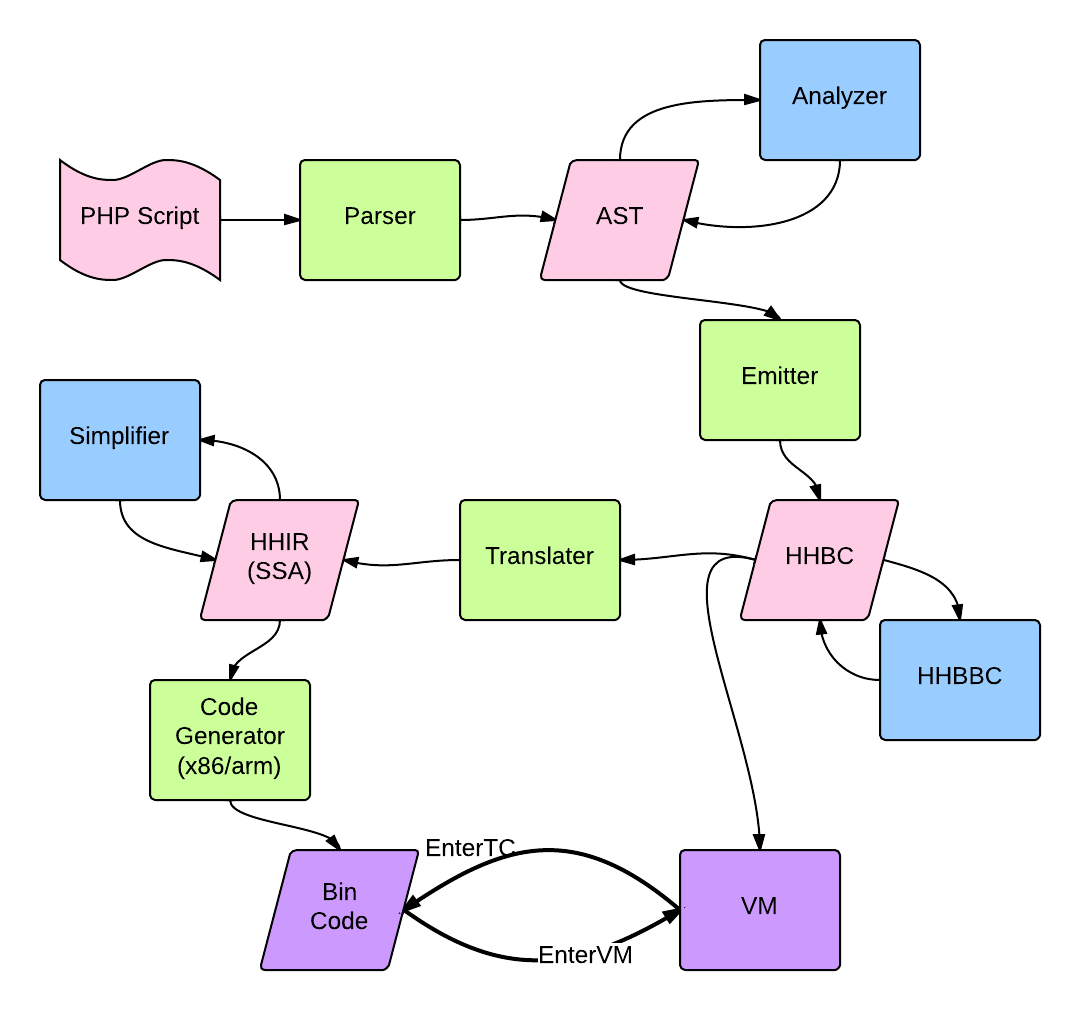 Analyzer
PHP Script
Parser
AST
Emitter
Simplifier
HHIR
(SSA)
Translater
HHBC
HHBBC
Code
Generator
(x86/arm)
EnterTC
Bin
Code
VM
EnterVM